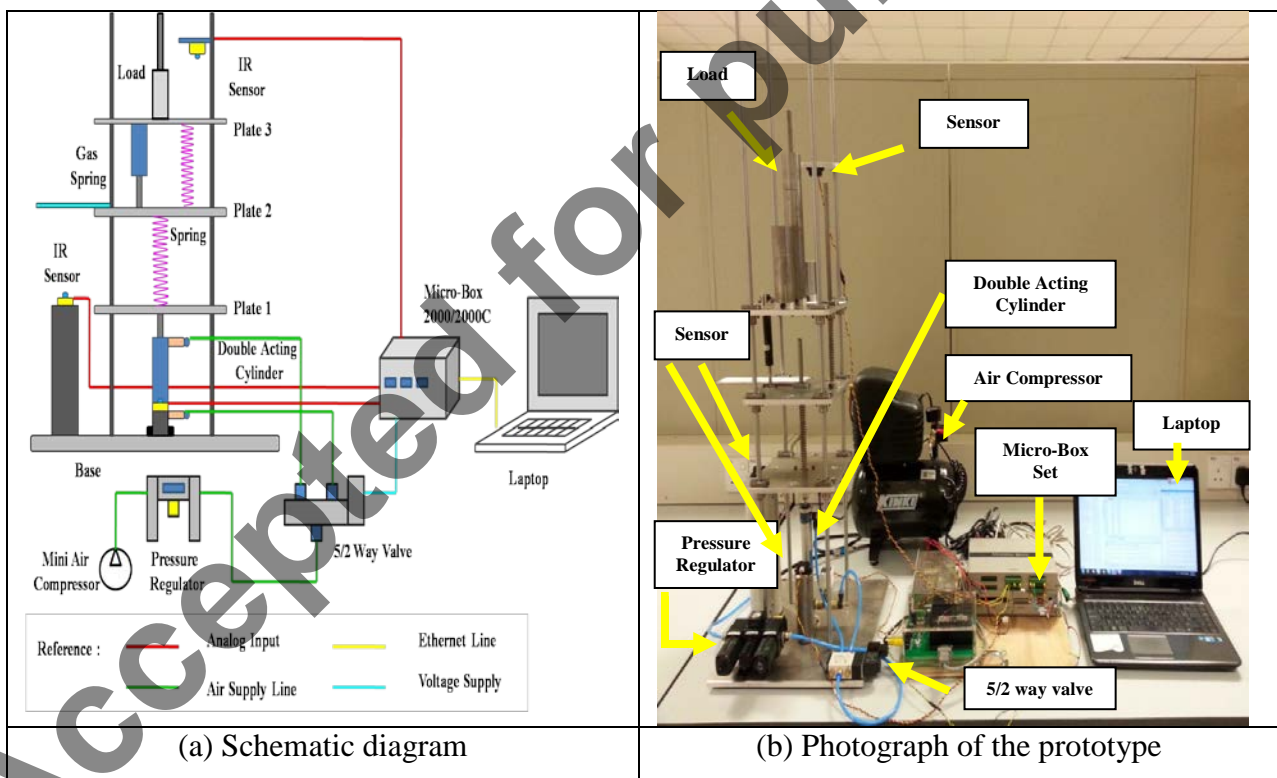 Load
IR
Sensor
Plate 3
Gas
Spring
Plate 2
Spring
IR
Sensor
Plate 1
Micro-Box
2000/2000C
Double Acting
Cylinder
Base
Laptop
5/2 Way Valve
Mini Air
Compressor
Pressure
Regulator
Reference :
Analog Input
Ethernet Line
Air Supply Line
Voltage Supply
(a) Schematic diagram
Load
Sensor
Double Acting
Cylinder
Sensor
Air Compressor
Laptop
Micro-Box
Set
KINKI
Pressure
Regulator
DELL
5/2 way valve
(b) Photograph of the prototype
Accepted for pu